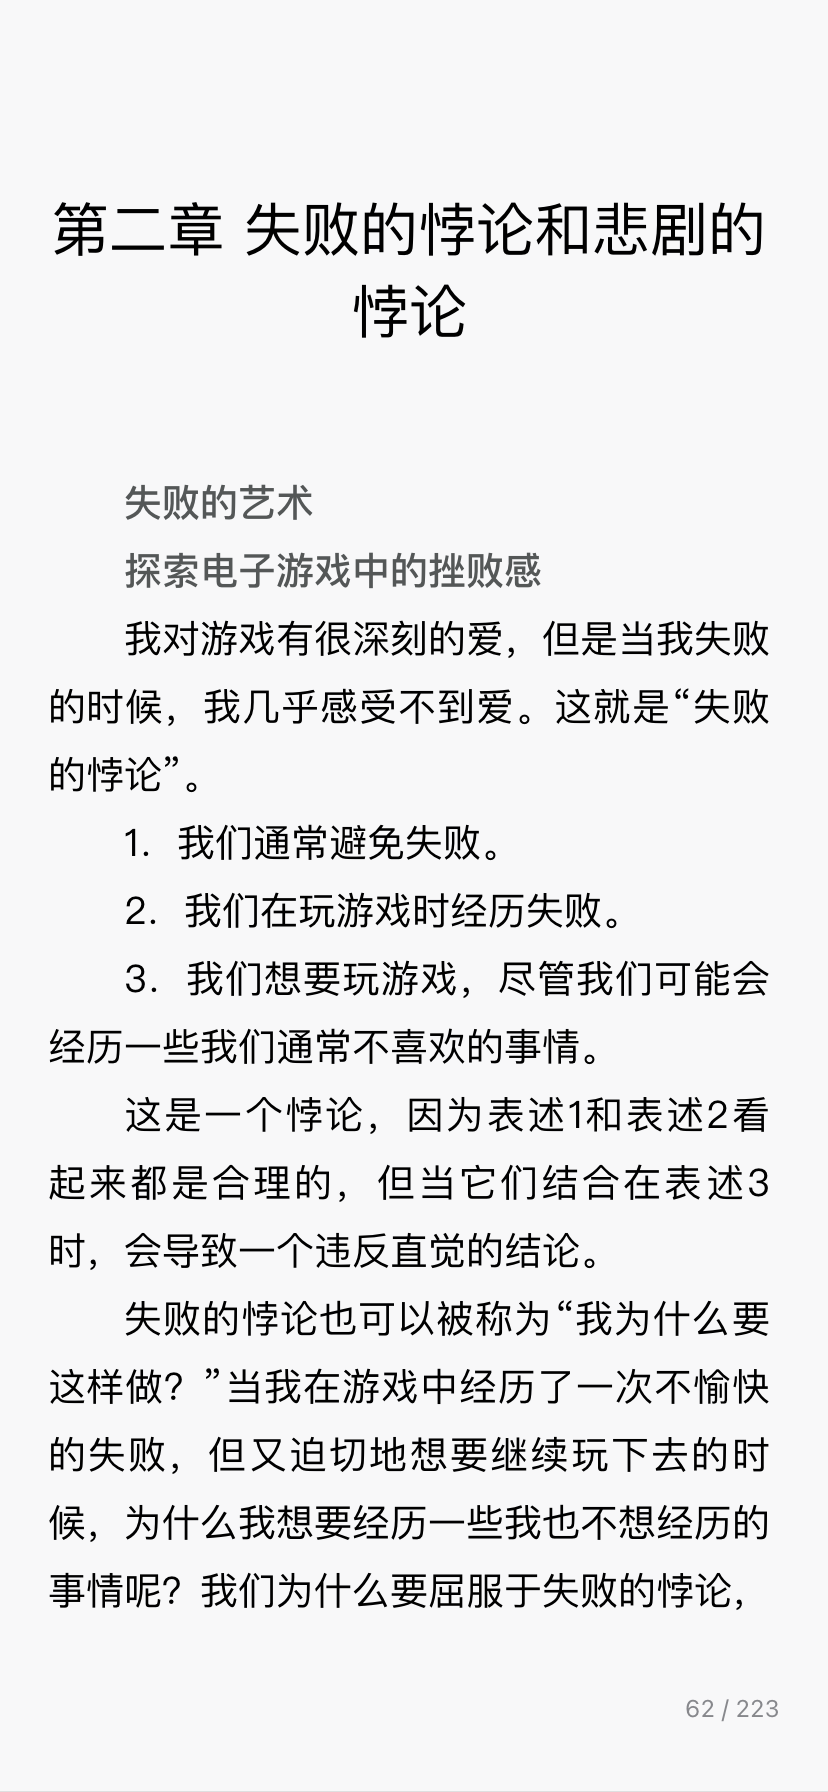 第二章 失败的悖论和悲剧的
悖论
失败的艺术
探索电子游戏中的挫败感
我对游戏有很深刻的爱，但是当我失败
的时候，我几乎感受不到爱。这就是“失败
的悖论”。
1．我们通常避免失败。
2．我们在玩游戏时经历失败。
3．我们想要玩游戏，尽管我们可能会
经历一些我们通常不喜欢的事情。
这是一个悖论，因为表述1和表述2看
起来都是合理的，但当它们结合在表述3
时，会导致一个违反直觉的结论。
失败的悖论也可以被称为“我为什么要
这样做？”当我在游戏中经历了一次不愉快
的失败，但又迫切地想要继续玩下去的时
候，为什么我想要经历一些我也不想经历的
事情呢？我们为什么要屈服于失败的悖论，
62 / 223